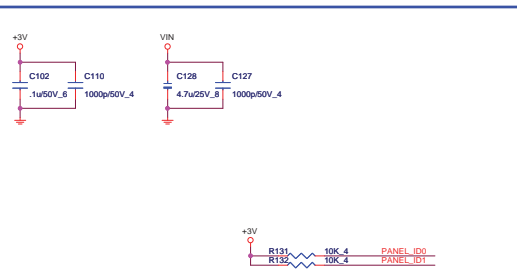 +3V
VIN
C102
C110
C128
C127
.1u/50V_6
1000p/50V_4
4.7u/25V_8
1000p/50V_4
+3V
R131 10K_4 PANEL_ID0
R132 10K_4 PANEL_ID1